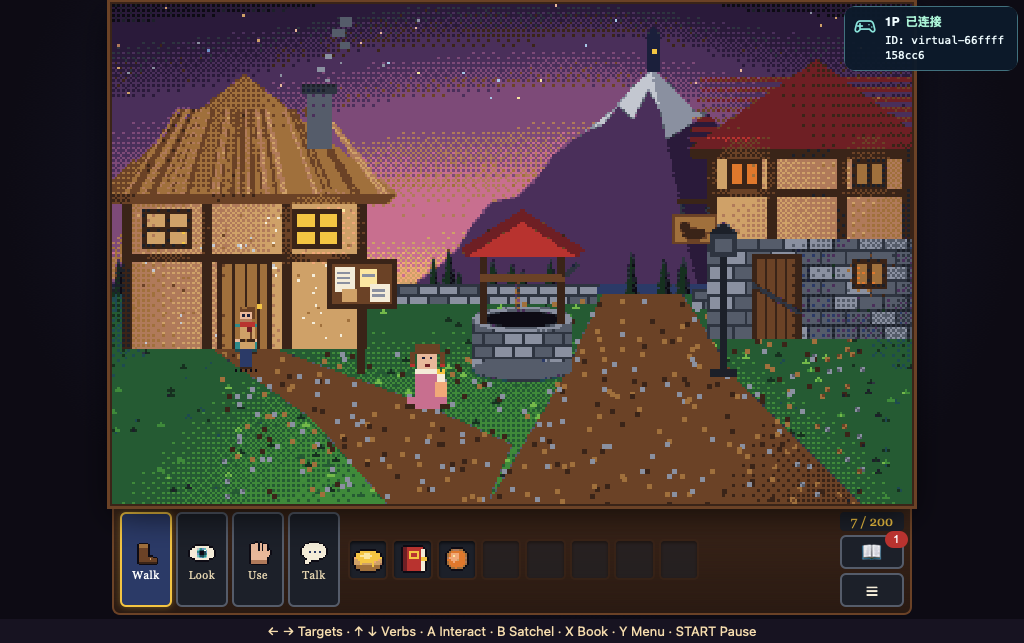 1P 已连接
ID: virtual-66ffff
158cc6
Walk
Look
Use
Talk
7 / 200
1
← → Targets · ↑ ↓ Verbs · A Interact · B Satchel · X Book · Y Menu · START Pause